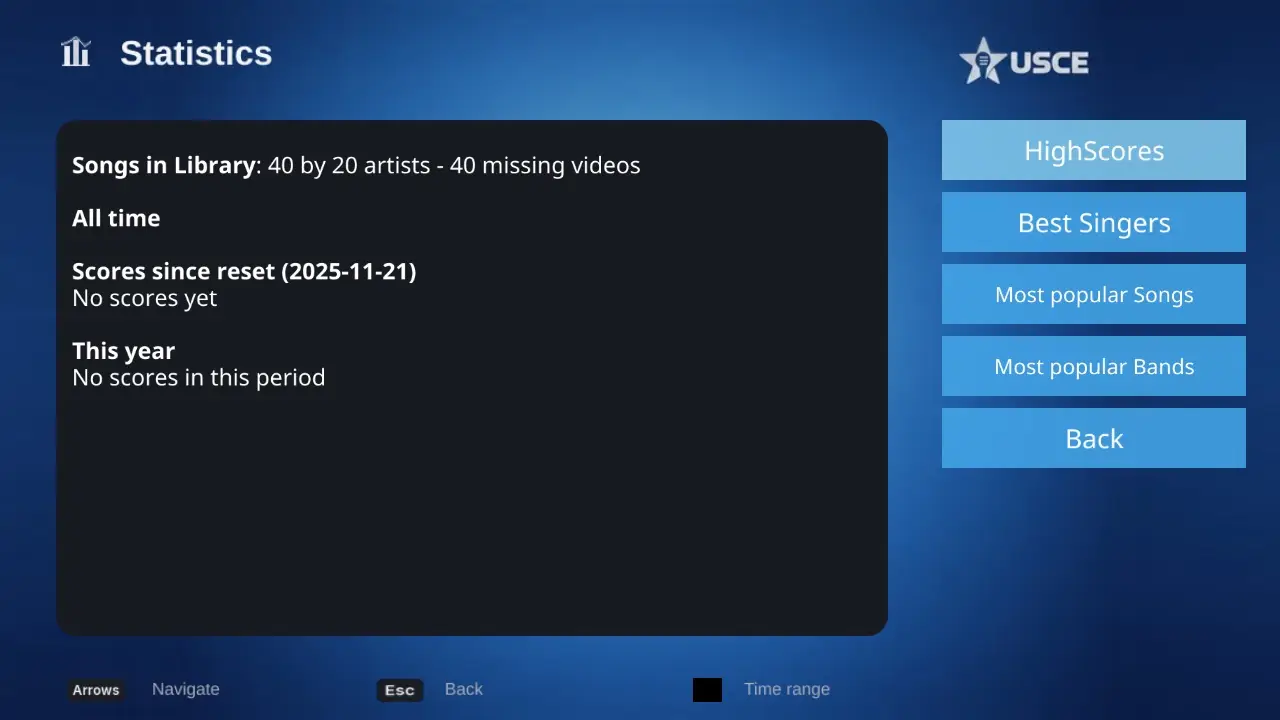 Statistics
USCE
Songs in Library: 40 by 20 artists - 40 missing videos
All time
Scores since reset (2025-11-21)
No scores yet
This year
No scores in this period
HighScores
Best Singers
Most popular Songs
Most popular Bands
Back
Arrows Navigate
Esc Back
Time range